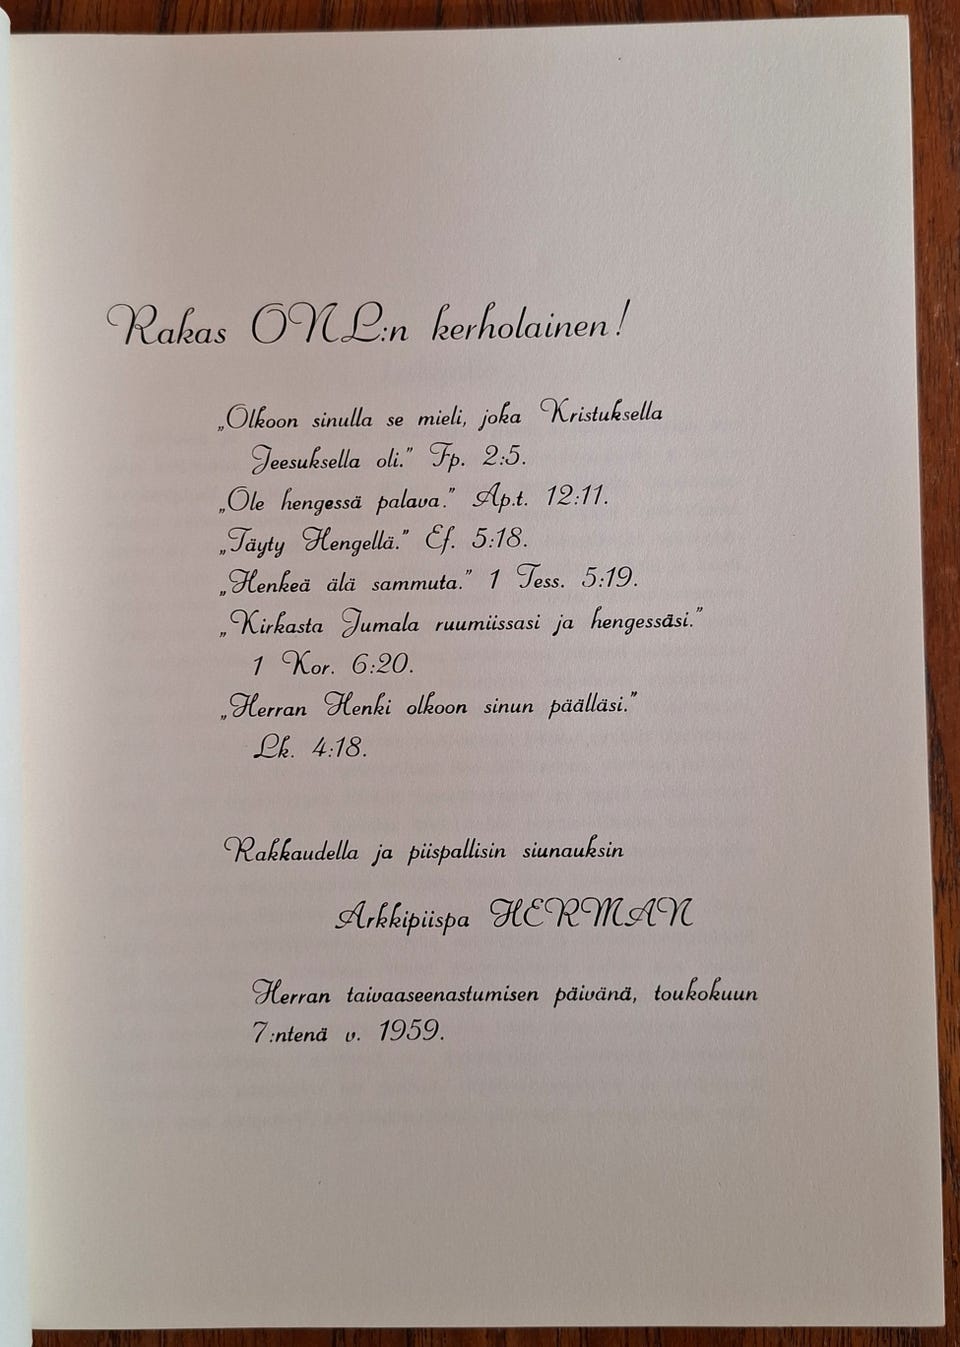 Rakas ONL:n kerholainen!
„Olkoon sinulla se mieli, joka Kristuksella
Jeesuksella oli.” Fp. 2:5.
„Ole hengessä palava.” Ap.t. 12:11.
„Täyty Hengellä.” Ef. 5:18.
„Henkeä älä sammuta.” 1 Tess. 5:19.
„Kirkasta Jumala ruumiissasi ja hengessäsi.”
1 Kor. 6:20.
„Herran Henki olkoon sinun päälläsi.”
Lk. 4:18.
Rakkaudella ja piispallisin siunauksin
Arkkipiispa HERMAN
Herran taivaaseenastumisen päivänä, toukokuun
7:ntenä v. 1959.